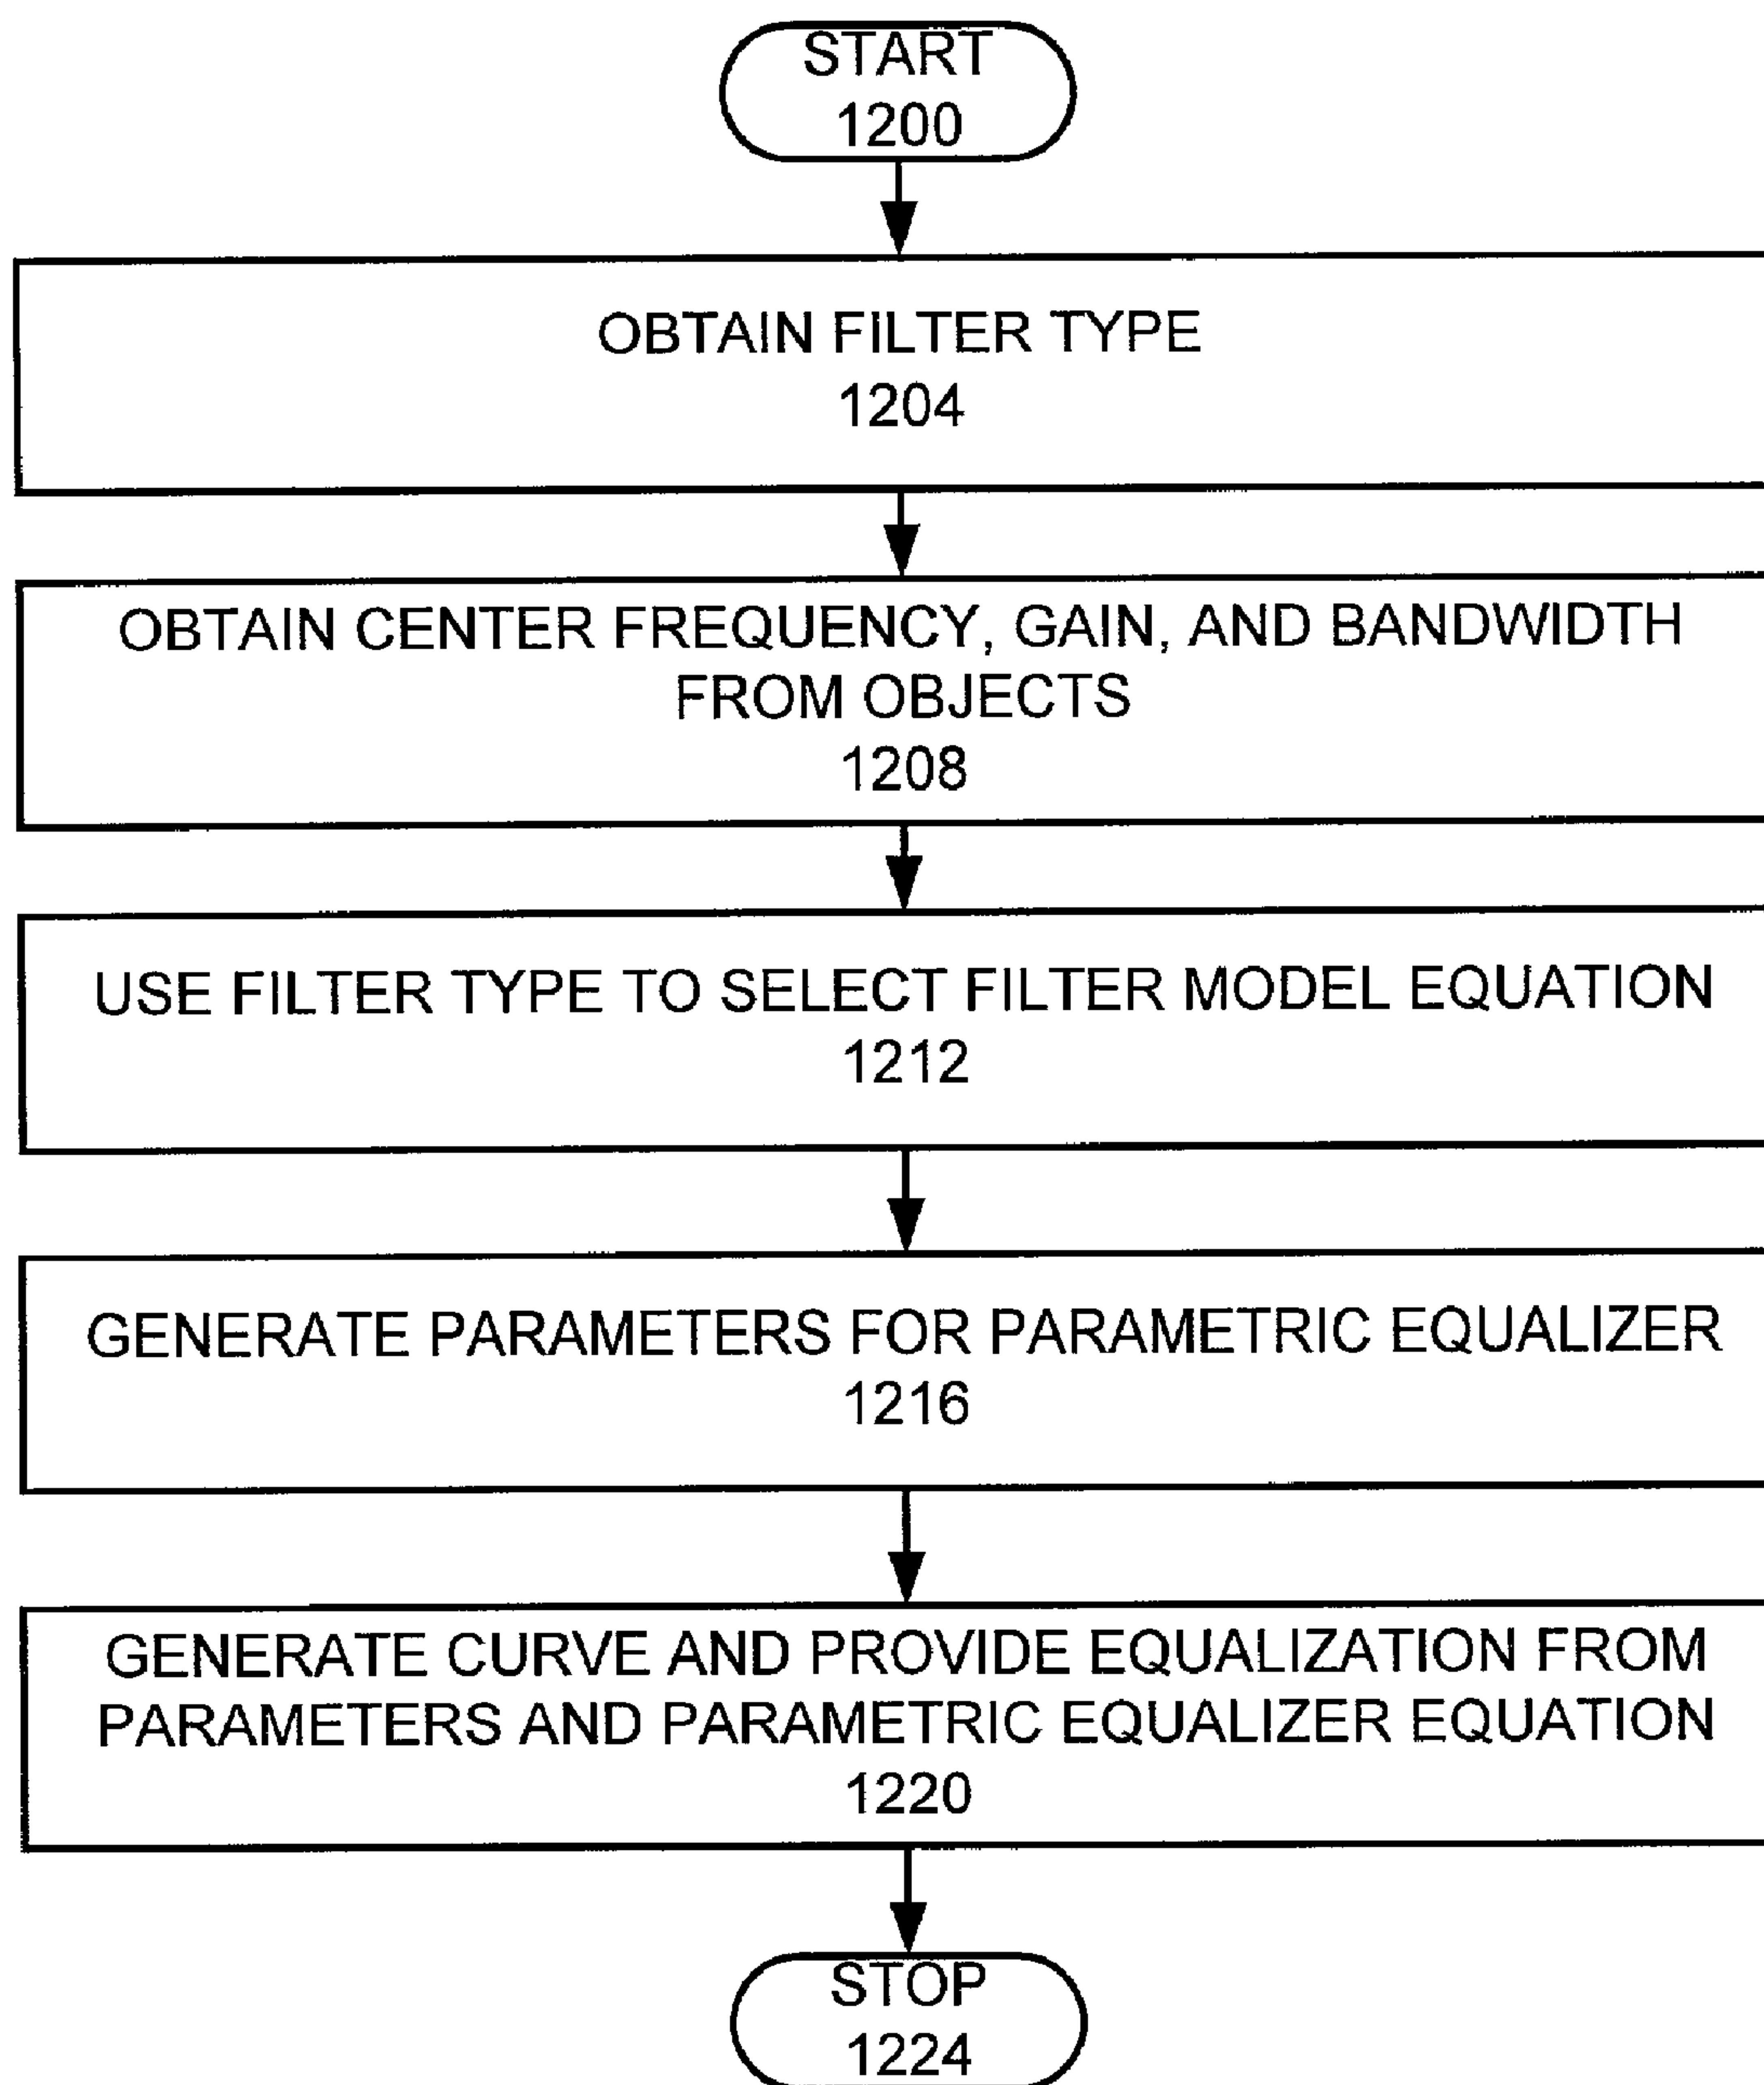 START
1200
OBTAIN FILTER TYPE
1204
OBTAIN CENTER FREQUENCY, GAIN, AND BANDWIDTH
FROM OBJECTS
1208
USE FILTER TYPE TO SELECT FILTER MODEL EQUATION
1212
GENERATE PARAMETERS FOR PARAMETRIC EQUALIZER
1216
GENERATE CURVE AND PROVIDE EQUALIZATION FROM
PARAMETERS AND PARAMETRIC EQUALIZER EQUATION
1220
STOP
1224